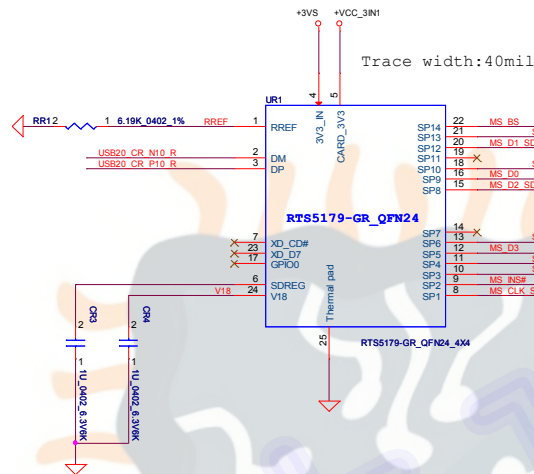 +3VS +VCC_3IN1
Trace width:40mil
UR1
4 5
3V3_IN CARD_3V3
RR1 2 1 6.19K_0402_1% RREF 1 RREF
USB20_CR_N10_R 2 DM
USB20_CR_P10_R 3 DP
SP14 22 MS_BS
SP13 21
SP12 20 MS_D1_SD
SP11 19
SP10 18
SP9 16 MS_D0
SP8 15 MS_D2_SD
RTS5179-GR_QFN24
SP7 14
7 XD_CD# SP6 13
23 XD_D7 SP5 12 MS_D3
17 GPIO0 SP4 11
SP3 10
6 SDREG SP2 9 MS_INS#
V18 24 V18 SP1 8 MS_CLK_S
Thermal pad
25
RTS5179-GR_QFN24_4X4
CR3 CR4
2 2
1 1
1U_0402_6.3V6K 1U_0402_6.3V6K